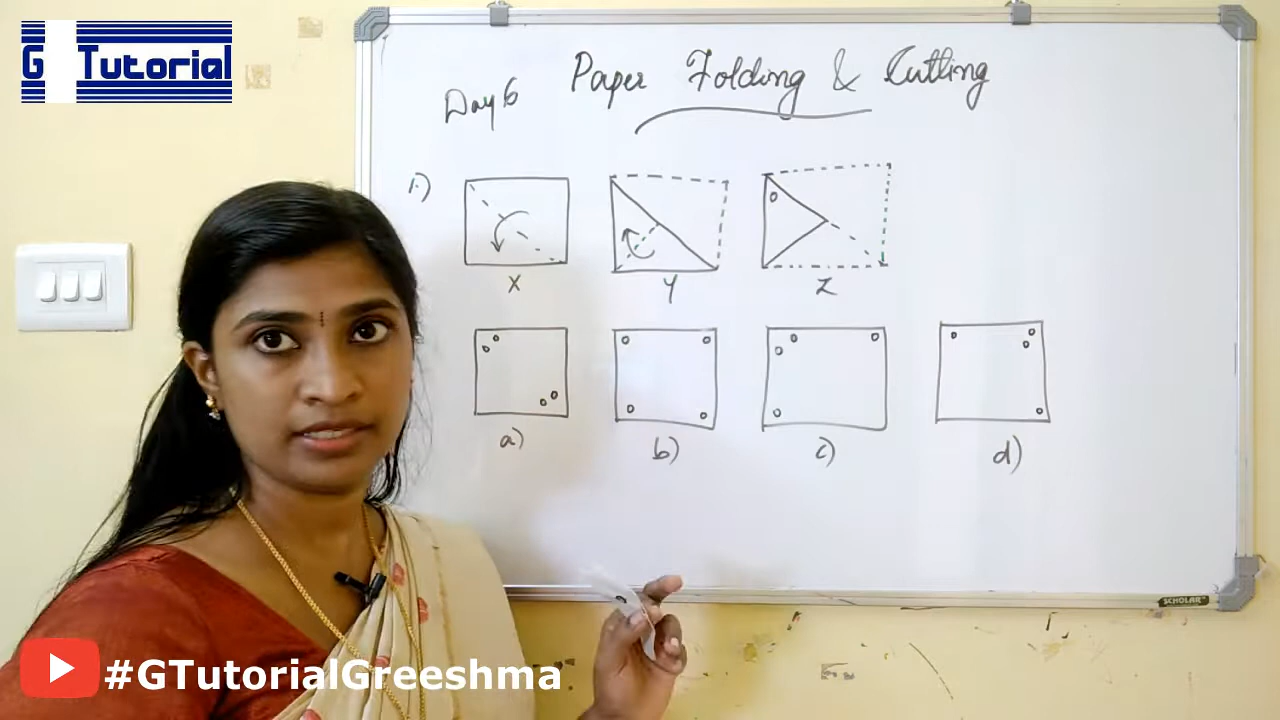 G Tutorial
Paper Folding & Cutting
Day 6
1.)
X Y Z
a) b) c) d)
SCHOLAR
#GTutorialGreeshma